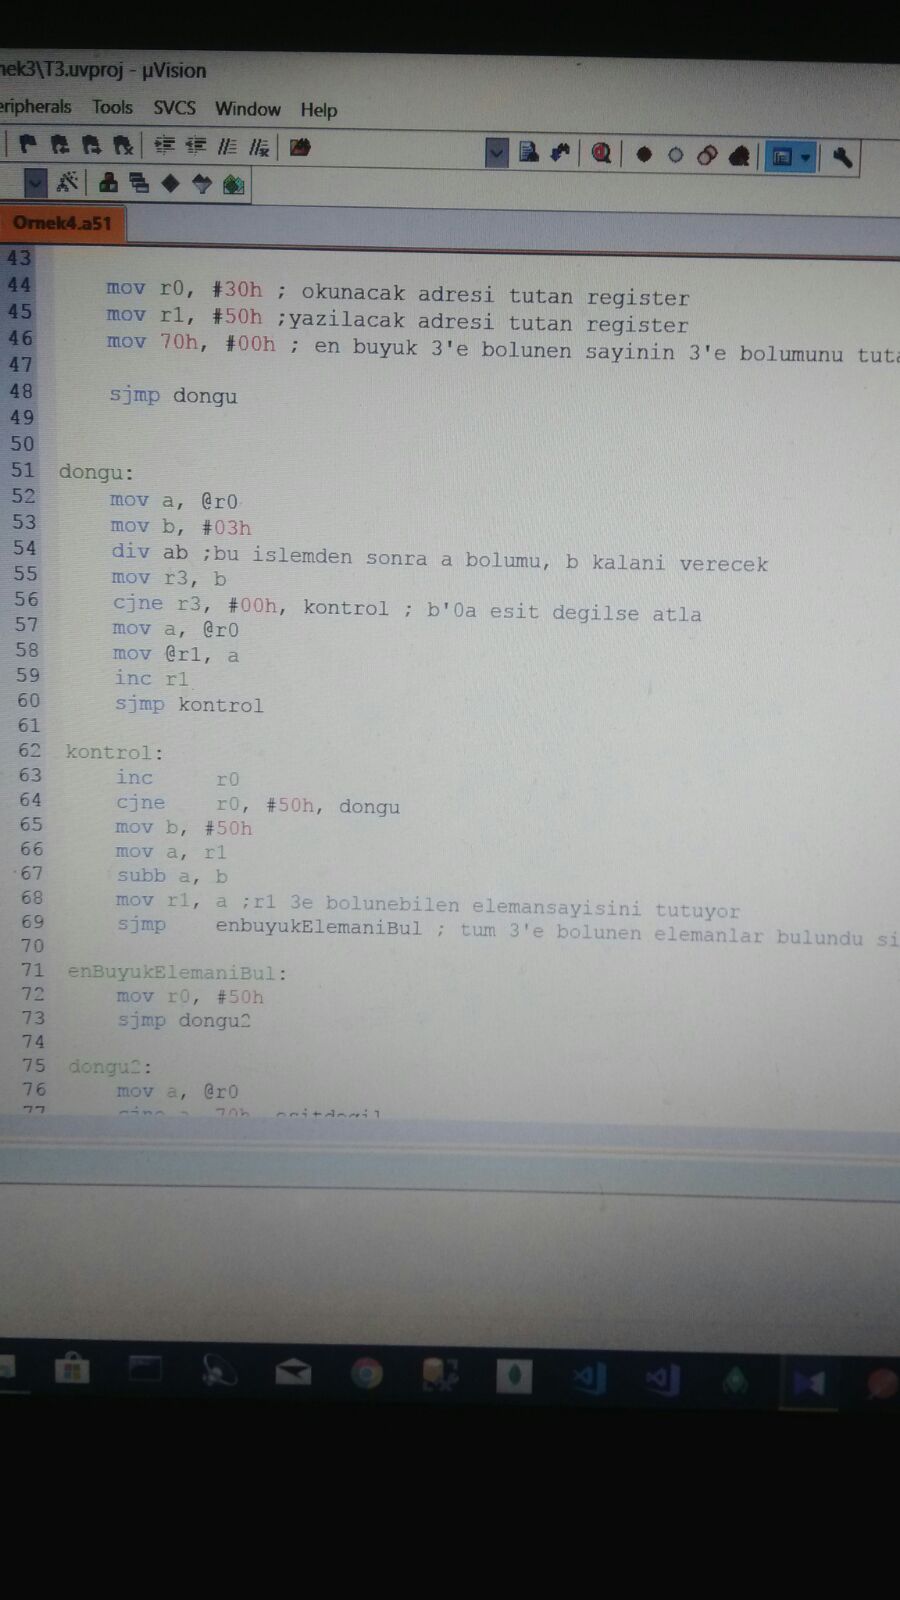 nek3\T3.uvproj - µVision
eripherals Tools SVCS Window Help
Ornek4.a51
43
44 mov r0, #30h ; okunacak adresi tutan register
45 mov r1, #50h ;yazilacak adresi tutan register
46 mov 70h, #00h ; en buyuk 3'e bolunen sayinin 3'e bolumunu tuta
47
48 sjmp dongu
49
50
51 dongu:
52 mov a, @r0
53 mov b, #03h
54 div ab ;bu islemden sonra a bolumu, b kalani verecek
55 mov r3, b
56 cjne r3, #00h, kontrol ; b'0a esit degilse atla
57 mov a, @r0
58 mov @r1, a
59 inc r1
60 sjmp kontrol
61
62 kontrol:
63 inc r0
64 cjne r0, #50h, dongu
65 mov b, #50h
66 mov a, r1
67 subb a, b
68 mov r1, a ;r1 3e bolunebilen elemansayisini tutuyor
69 sjmp enbuyukElemaniBul ; tum 3'e bolunen elemanlar bulundu si
70
71 enBuyukElemaniBul:
72 mov r0, #50h
73 sjmp dongu2
74
75 dongu2:
76 mov a, @r0
77 cjne a, 70h, esitdegil